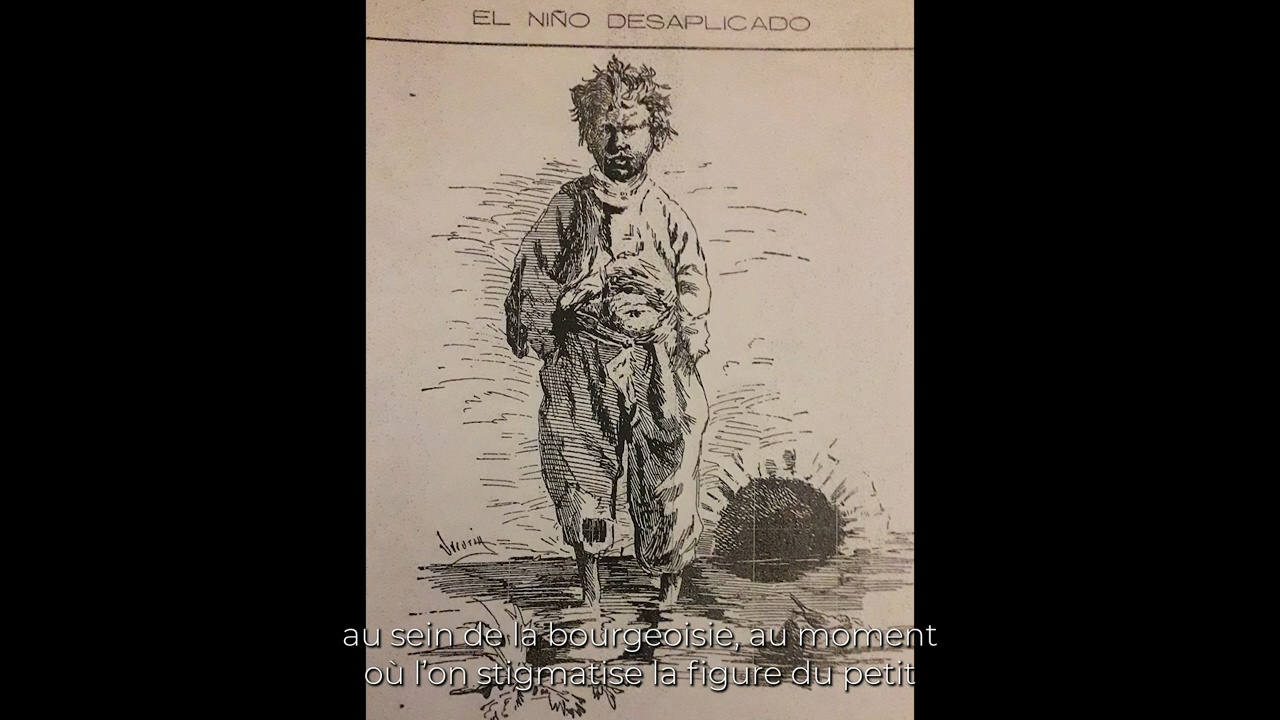 EL NIÑO DESAPLICADO
au sein de la bourgeoisie, au moment
où l’on stigmatise la figure du petit